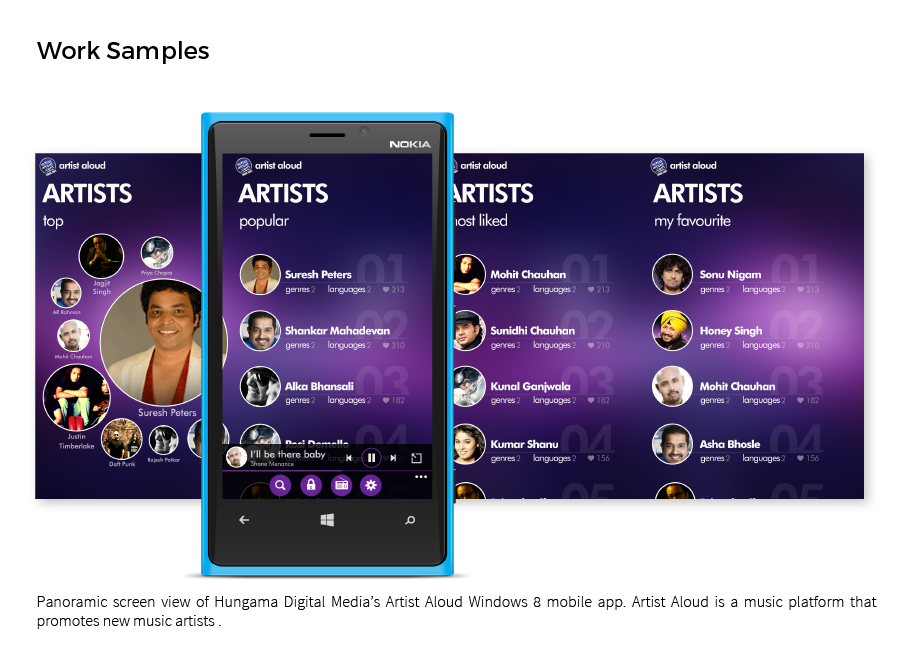 Work Samples
NOKIA
artist aloud
ARTISTS
top
Priya Chopra
Jagjit
Singh
AR Rahman
Mohit Chauhan
Suresh Peters
Justin
Timberlake
Daft Punk
Rajesh Patkar
artist aloud
ARTISTS
popular
01
Suresh Peters
genres 2 languages 2 213
02
Shankar Mahadevan
genres 2 languages 2 210
03
Alka Bhansali
genres 2 languages 2 182
04
Rosi Demello
I'll be there baby
Shane Menance
artist aloud
ARTISTS
most liked
01
Mohit Chauhan
genres 2 languages 2 213
02
Sunidhi Chauhan
genres 2 languages 2 210
03
Kunal Ganjwala
genres 2 languages 2 182
04
Kumar Shanu
genres 2 languages 2 156
05
artist aloud
ARTISTS
my favourite
01
Sonu Nigam
genres 2 languages 2 213
02
Honey Singh
genres 2 languages 2 210
03
Mohit Chauhan
genres 2 languages 2 182
04
Asha Bhosle
genres 2 languages 2 156
05
Panoramic screen view of Hungama Digital Media's Artist Aloud Windows 8 mobile app. Artist Aloud is a music platform that
promotes new music artists .